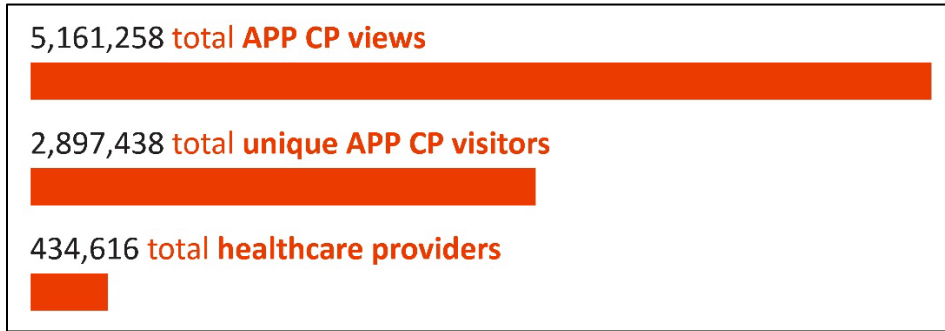 5,161,258 total APP CP views
2,897,438 total unique APP CP visitors
434,616 total healthcare providers